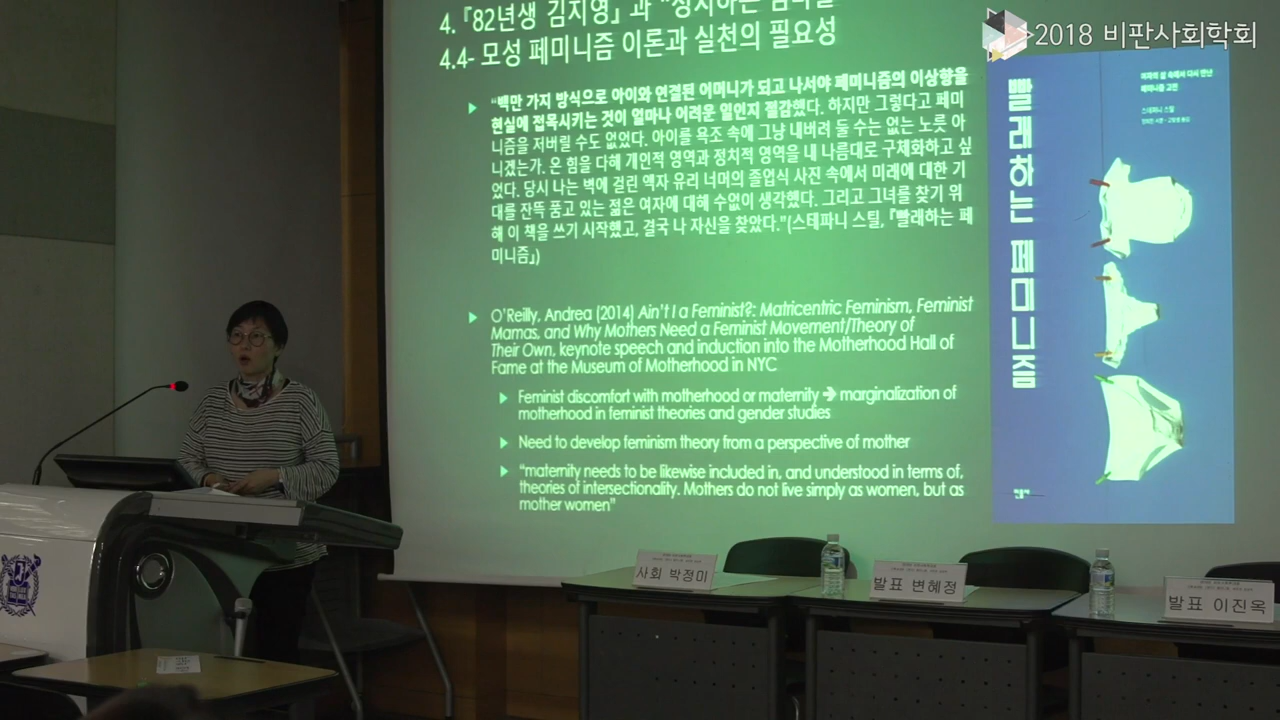 2018 비판사회학회
4. 『82년생 김지영』 과
4.4- 모성 페미니즘 이론과 실천의 필요성
"백만 가지 방식으로 아이와 연결된 어머니가 되고 나서야 페미니즘의 이상향을
현실에 접목시키는 것이 얼마나 어려운 일인지 절감했다. 하지만 그렇다고 페미
니즘을 저버릴 수도 없었다. 아이를 욕조 속에 그냥 내버려 둘 수는 없는 노릇 아
니겠는가. 온 힘을 다해 개인적 영역과 정치적 영역을 내 나름대로 구체화하고 싶
었다. 당시 나는 벽에 걸린 액자 유리 너머의 졸업식 사진 속에서 미래에 대한 기
대를 잔뜩 품고 있는 젊은 여자에 대해 수없이 생각했다. 그리고 그녀를 찾기 위
해 이 책을 쓰기 시작했고, 결국 나 자신을 찾았다."(스테파니 스틸, 『빨래하는 페
미니즘』)
O'Reilly, Andrea (2014) Ain't I a Feminist?: Matricentric Feminism, Feminist
Mamas, and Why Mothers Need a Feminist Movement/Theory of
Their Own, keynote speech and induction into the Motherhood Hall of
Fame at the Museum of Motherhood in NYC
Feminist discomfort with motherhood or maternity → marginalization of
motherhood in feminist theories and gender studies
Need to develop feminism theory from a perspective of mother
"maternity needs to be likewise included in, and understood in terms of,
theories of intersectionality. Mothers do not live simply as women, but as
mother women"
빨래하는 페미니즘
여자의 삶 속에서 다시 만난
페미니즘 고전
스테파니 스틸
사회 박정미
발표 변혜정
발표 이진옥